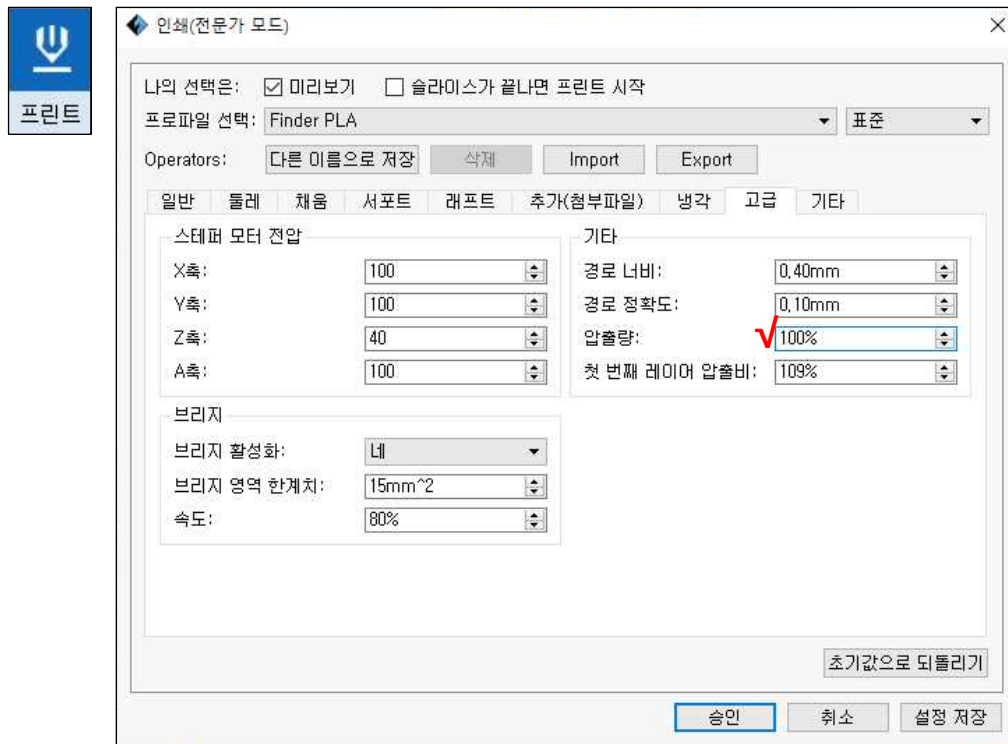 프린트
인쇄(전문가 모드)
나의 선택은: 미리보기 슬라이스가 끝나면 프린트 시작
프로파일 선택: Finder PLA 표준
Operators: 다른 이름으로 저장 삭제 Import Export
일반 둘레 채움 서포트 래프트 추가(첨부파일) 냉각 고급 기타
스테퍼 모터 전압 기타
X축: 100 경로 너비: 0.40mm
Y축: 100 경로 정확도: 0.10mm
Z축: 40 압출량: √ 100%
A축: 100 첫 번째 레이어 압출비: 109%
브리지
브리지 활성화: 네
브리지 영역 한계치: 15mm^2
속도: 80%
초기값으로 되돌리기
승인 취소 설정 저장